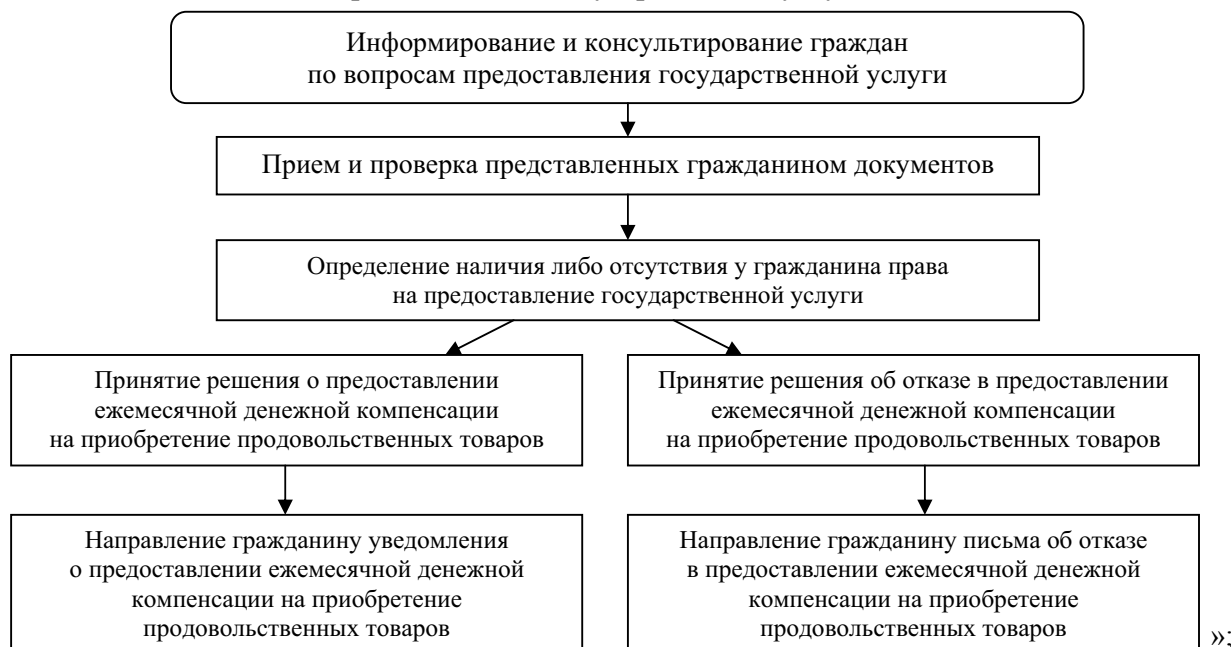 Информирование и консультирование граждан
по вопросам предоставления государственной услуги
Прием и проверка представленных гражданином документов
Определение наличия либо отсутствия у гражданина права
на предоставление государственной услуги
Принятие решения о предоставлении
ежемесячной денежной компенсации
на приобретение продовольственных товаров
Принятие решения об отказе в предоставлении
ежемесячной денежной компенсации
на приобретение продовольственных товаров
Направление гражданину уведомления
о предоставлении ежемесячной денежной
компенсации на приобретение
продовольственных товаров
Направление гражданину письма об отказе
в предоставлении ежемесячной денежной
компенсации на приобретение
продовольственных товаров
»;